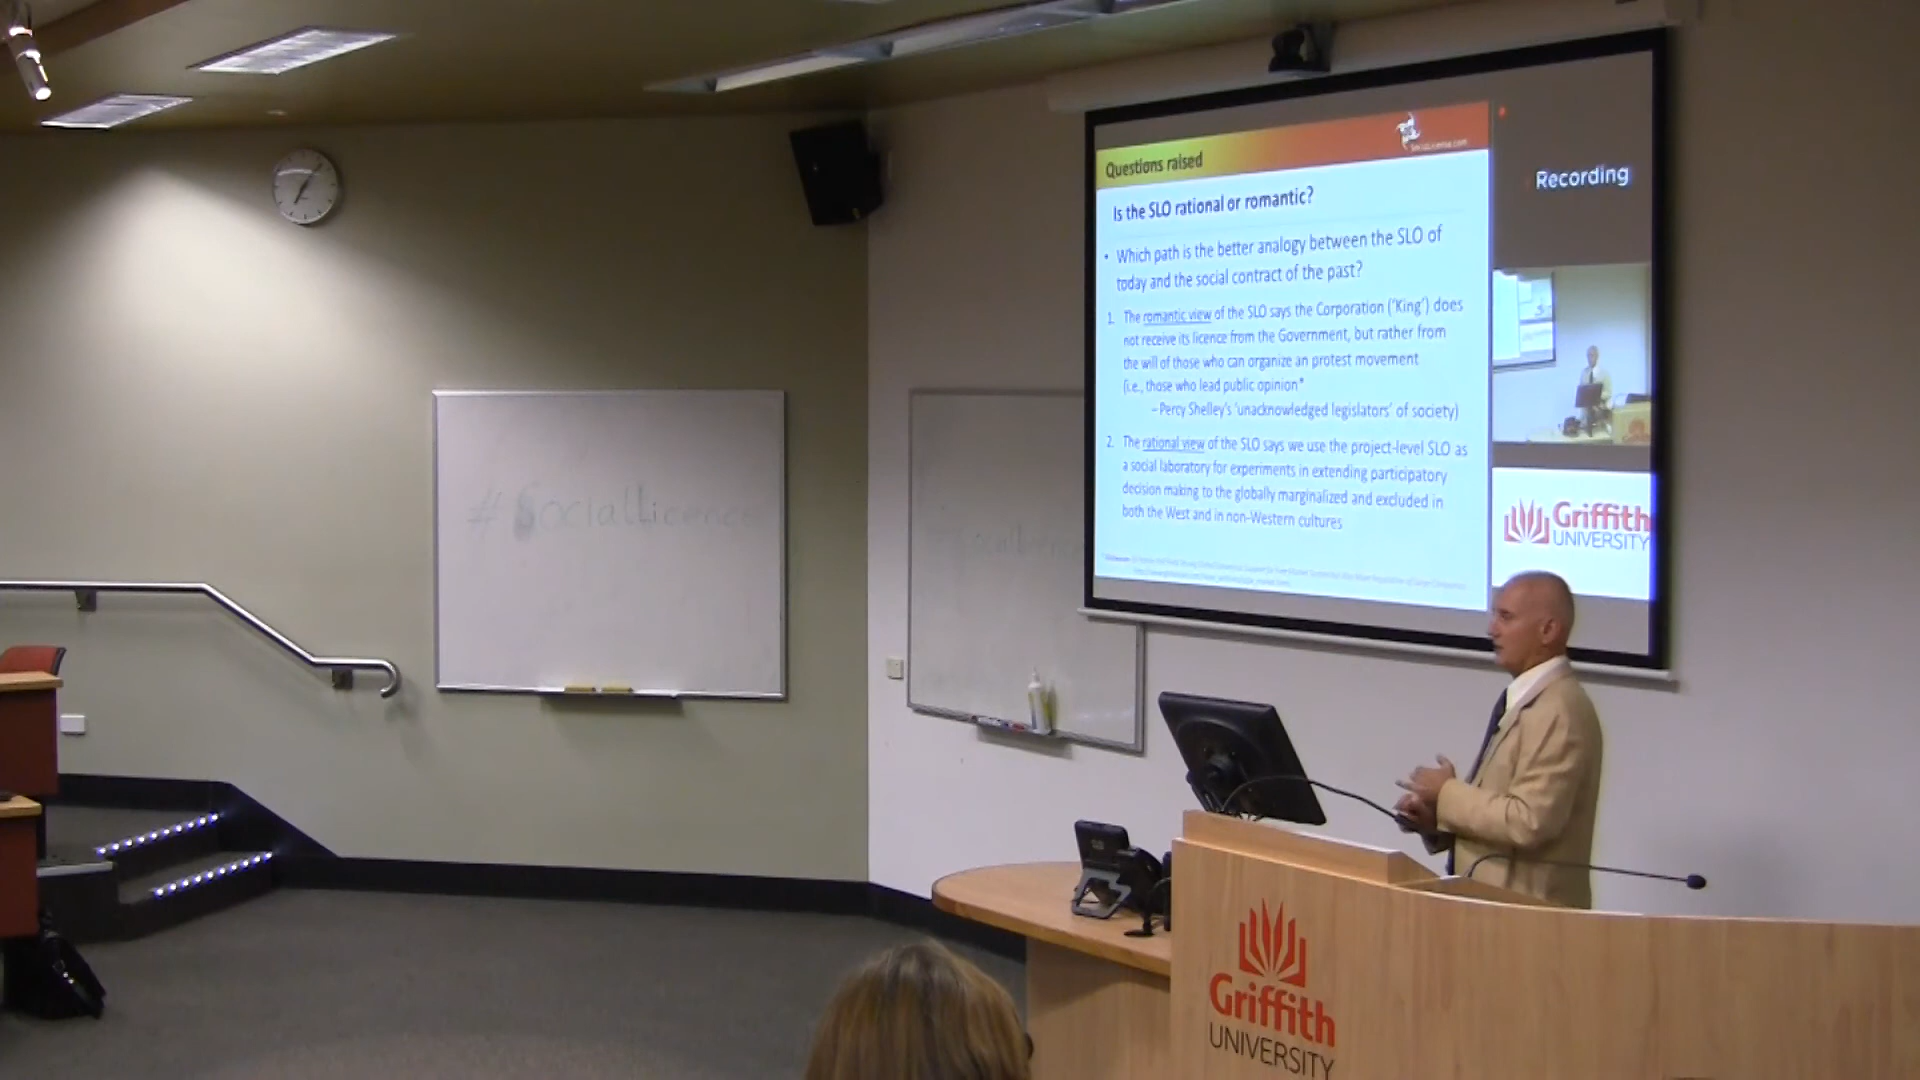 Questions raised
Is the SLO rational or romantic?
• Which path is the better analogy between the SLO of
today and the social contract of the past?
1. The romantic view of the SLO says the Corporation ('King') does
not receive its licence from the Government, but rather from
the will of those who can organize an protest movement
(i.e., those who lead public opinion*
– Percy Shelley's 'unacknowledged legislators' of society)
2. The rational view of the SLO says we use the project-level SLO as
a social laboratory for experiments in extending participatory
decision making to the globally marginalized and excluded in
both the West and in non-Western cultures
Recording
Griffith
UNIVERSITY
#SocialLicence
Griffith
UNIVERSITY